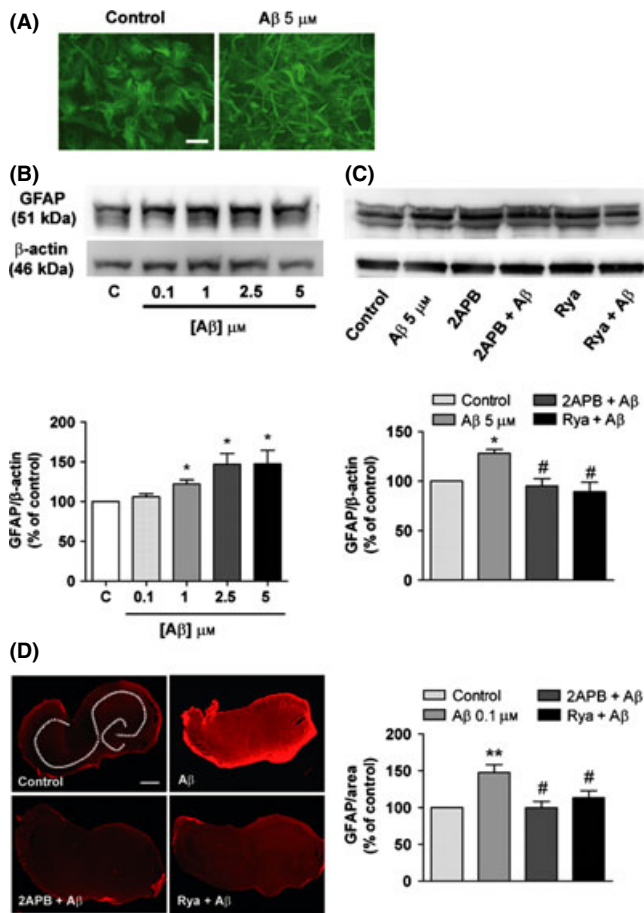 (A)
Control
Aβ 5 μM
(B)
GFAP
(51 kDa)
β-actin
(46 kDa)
C 0.1 1 2.5 5
[Aβ] μM
(C)
Control
Aβ 5 μM
2APB
2APB + Aβ
Rya
Rya + Aβ
GFAP/β-actin
(% of control)
200
150
100
50
0
* * *
C 0.1 1 2.5 5
[Aβ] μM
Control
Aβ 5 μM
2APB + Aβ
Rya + Aβ
GFAP/β-actin
(% of control)
150
100
50
0
* # #
(D)
Control
Aβ
2APB + Aβ
Rya + Aβ
Control
Aβ 0.1 μM
2APB + Aβ
Rya + Aβ
GFAP/area
(% of control)
200
150
100
50
0
** # #